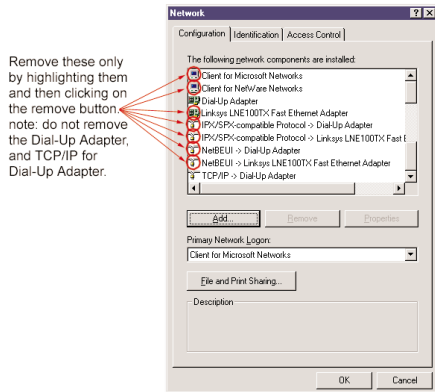 Remove these only
by highlighting them
and then clicking on
the remove button.
note: do not remove
the Dial-Up Adapter,
and TCP/IP for
Dial-Up Adapter.
Network
Configuration Identification Access Control
The following network components are installed:
Client for Microsoft Networks
Client for NetWare Networks
Dial-Up Adapter
Linksys LNE100TX Fast Ethernet Adapter
IPX/SPX-compatible Protocol -> Dial-Up Adapter
IPX/SPX-compatible Protocol -> Linksys LNE100TX Fast E
NetBEUI -> Dial-Up Adapter
NetBEUI -> Linksys LNE100TX Fast Ethernet Adapter
TCP/IP -> Dial-Up Adapter
Add... Remove Properties
Primary Network Logon:
Client for Microsoft Networks
File and Print Sharing...
Description
OK Cancel